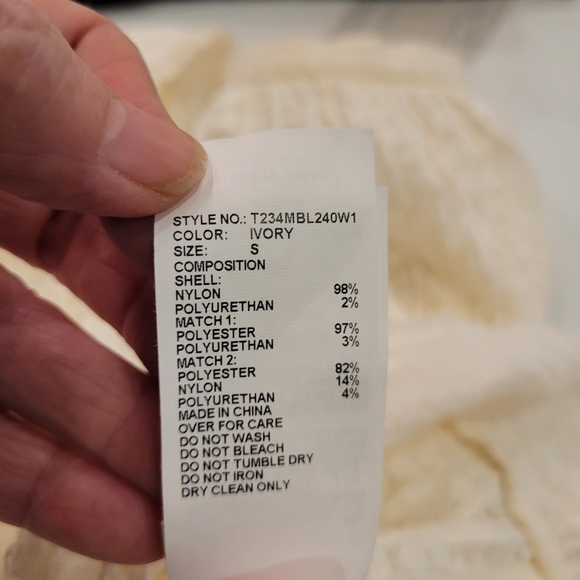 STYLE NO.: T234MBL240W1
COLOR: IVORY
SIZE: S
COMPOSITION
SHELL:
NYLON 98%
POLYURETHAN 2%
MATCH 1:
POLYESTER 97%
POLYURETHAN 3%
MATCH 2:
POLYESTER 82%
NYLON 14%
POLYURETHAN 4%
MADE IN CHINA
OVER FOR CARE
DO NOT WASH
DO NOT BLEACH
DO NOT TUMBLE DRY
DO NOT IRON
DRY CLEAN ONLY